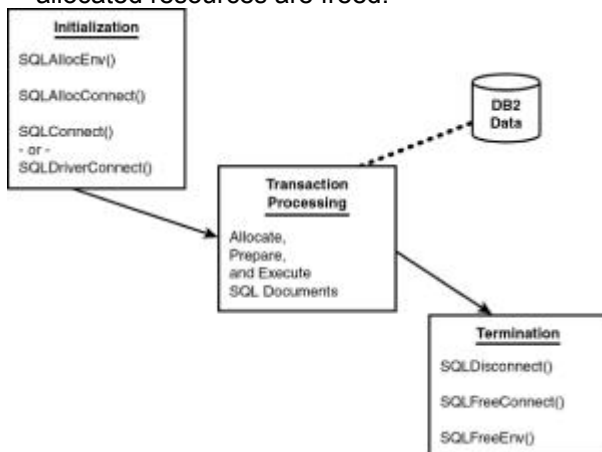 allocated resources are freed.
Initialization
SQLAllocEnv()
SQLAllocConnect()
SQLConnect()
- or -
SQLDriverConnect()
DB2
Data
Transaction
Processing
Allocate,
Prepare,
and Execute
SQL Documents
Termination
SQLDisconnect()
SQLFreeConnect()
SQLFreeEnv()